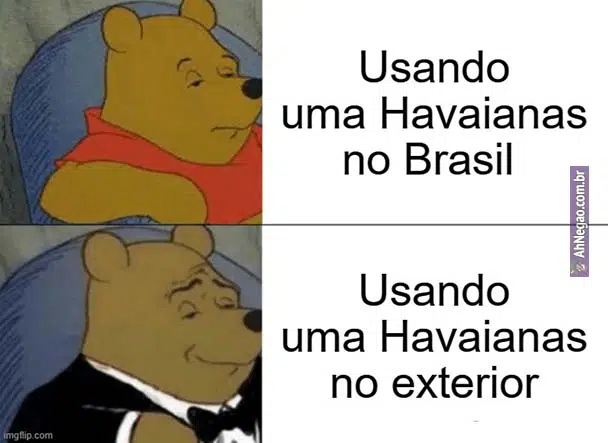 Usando
uma Havaianas
no Brasil
AhNegao.com.br
Usando
uma Havaianas
no exterior
imgflip.com